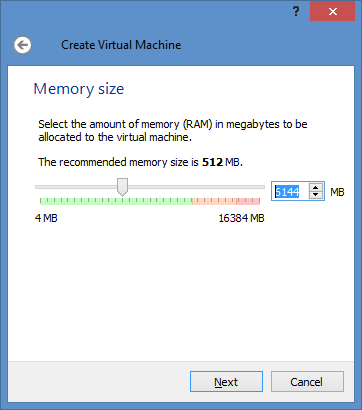 ?
Create Virtual Machine
Memory size
Select the amount of memory (RAM) in megabytes to be
allocated to the virtual machine.
The recommended memory size is 512 MB.
6144 MB
4 MB 16384 MB
Next Cancel